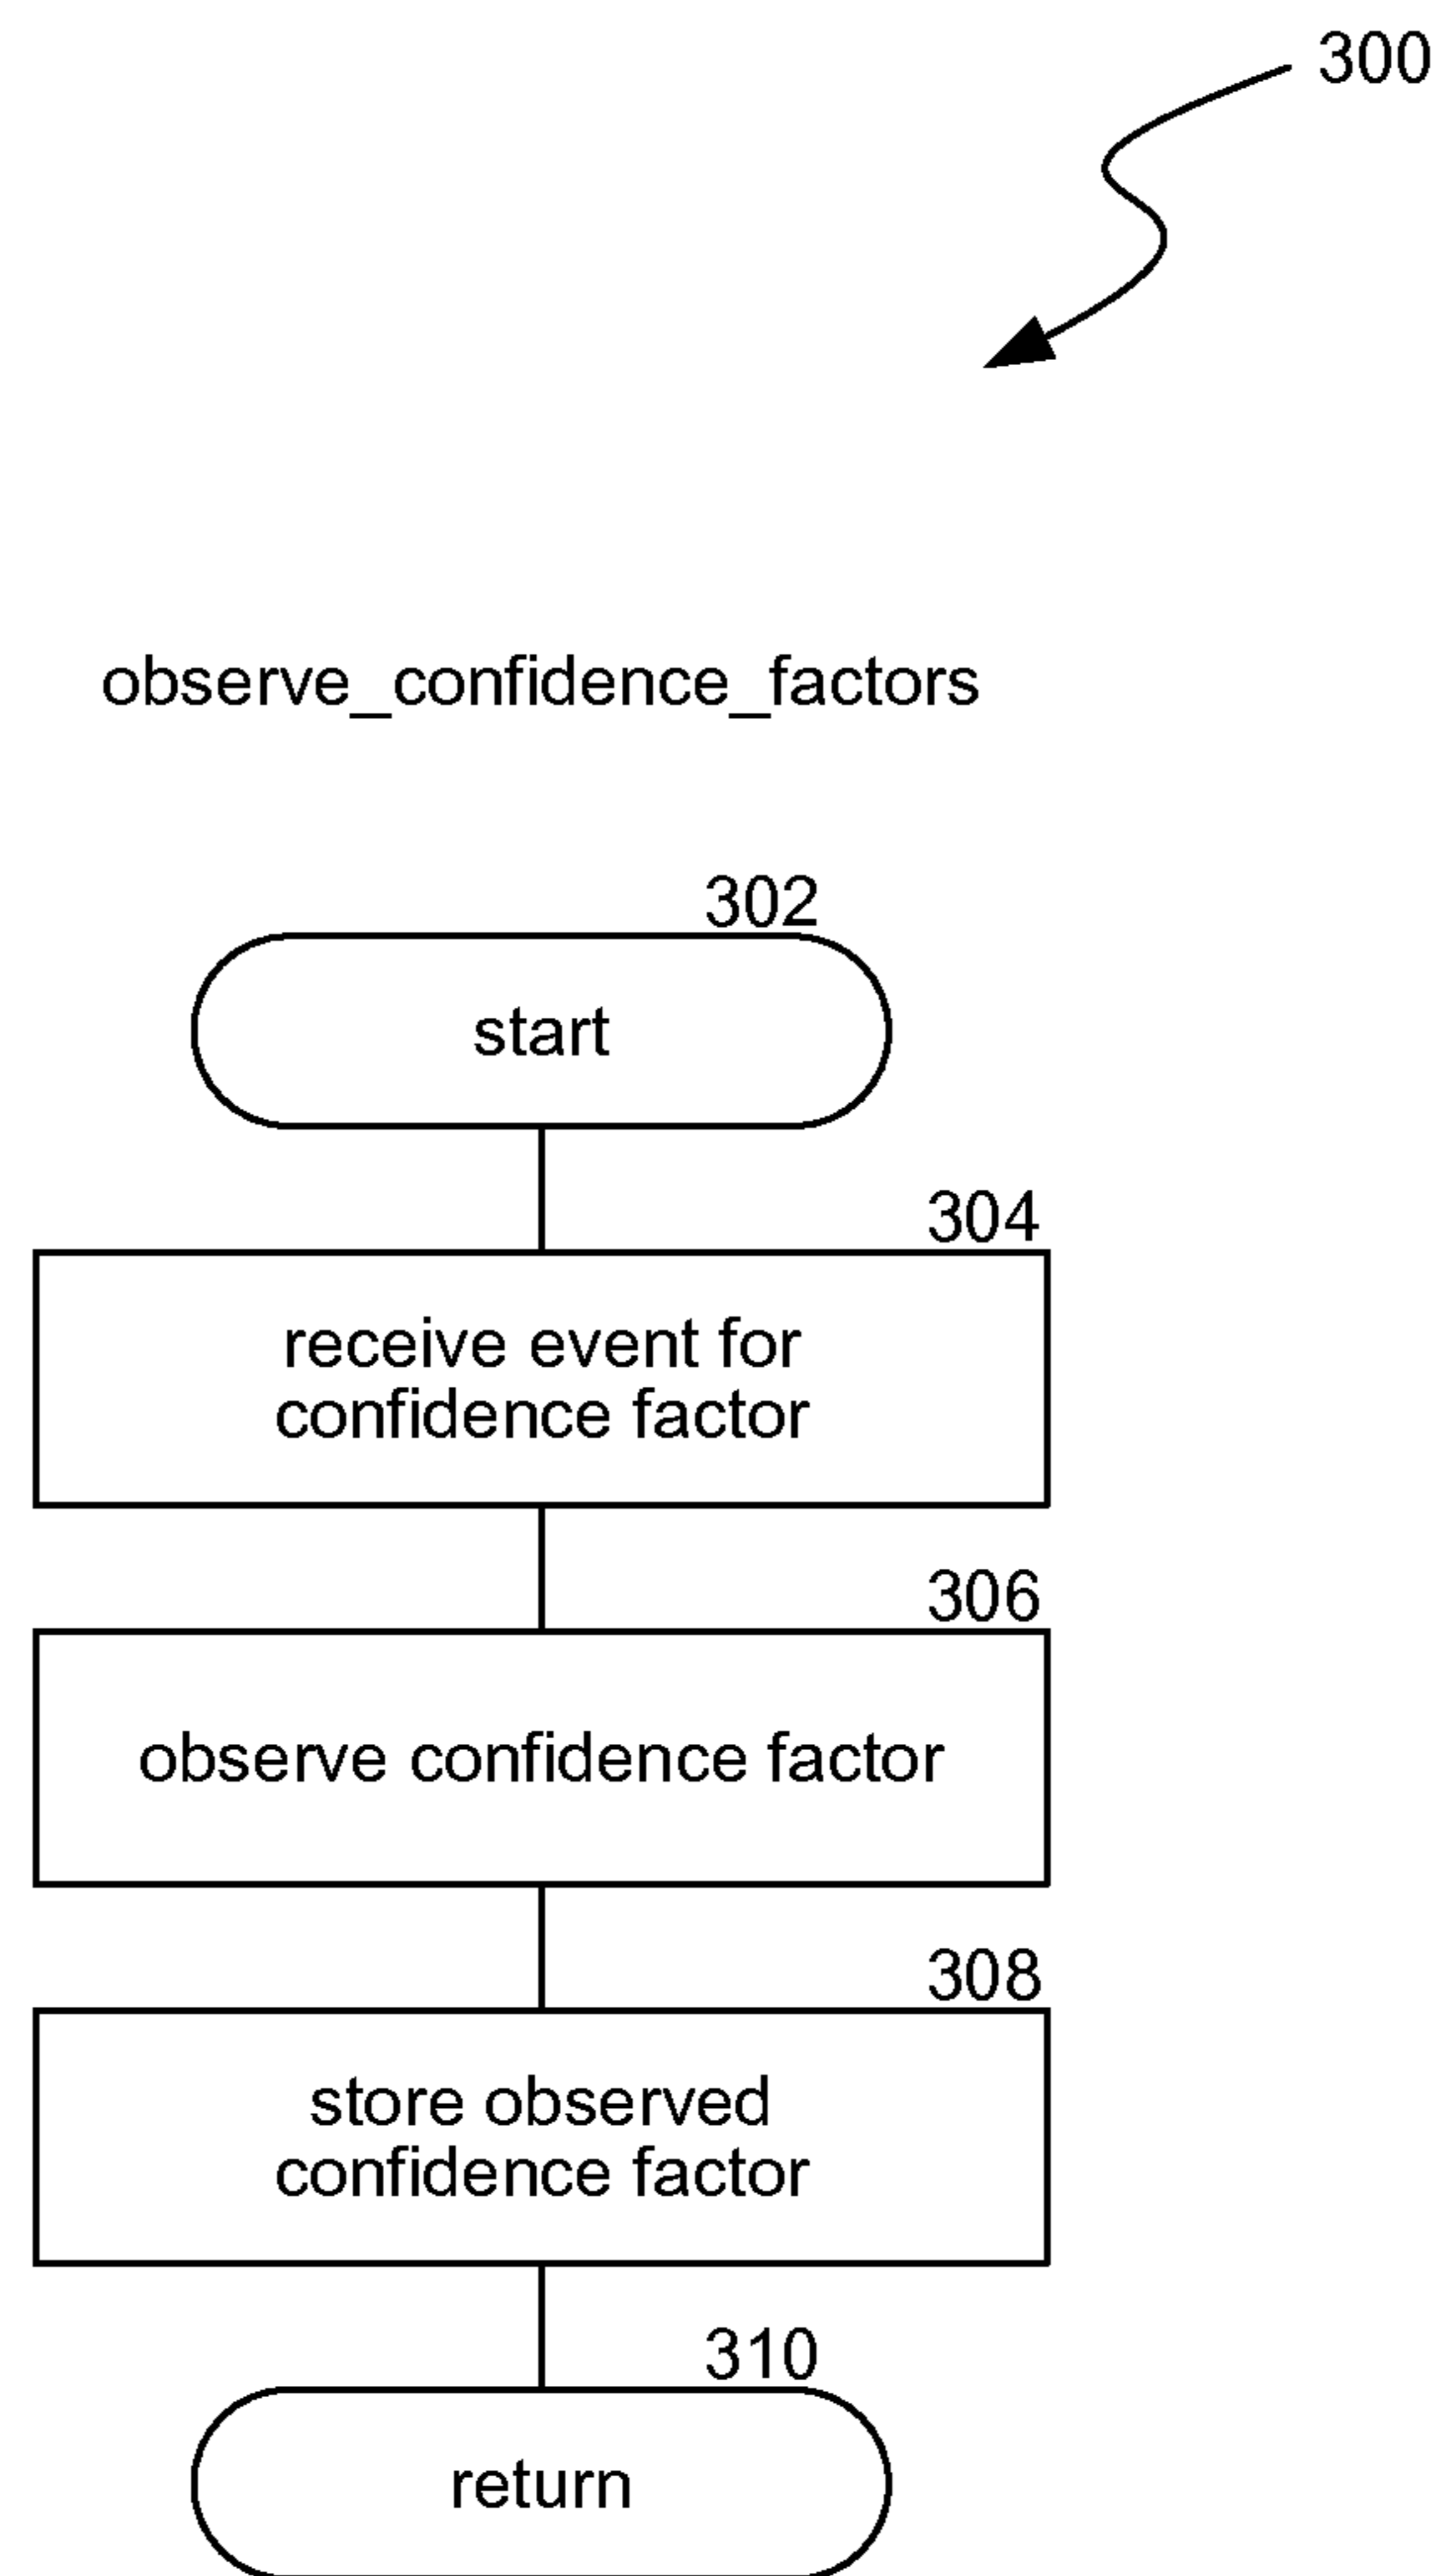 300
observe_confidence_factors
302
start
304
receive event for
confidence factor
306
observe confidence factor
308
store observed
confidence factor
310
return